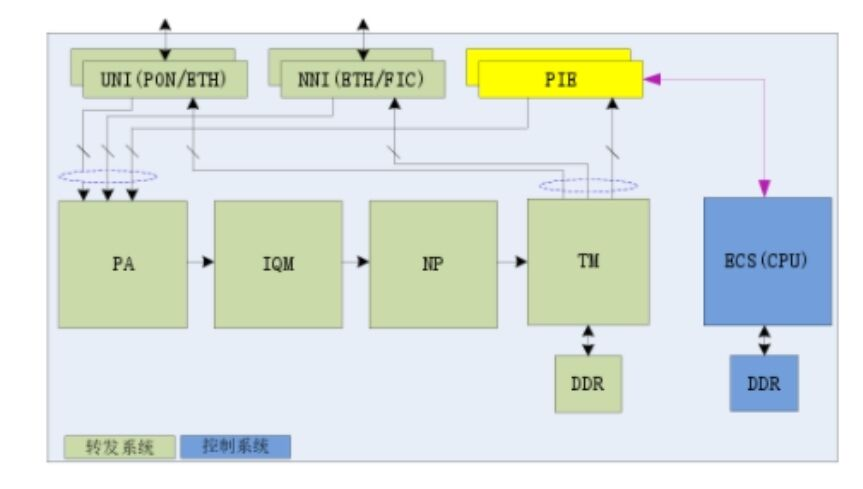 UNI(PON/ETH)
NNI(ETH/FIC)
PIE
PA
IQM
NP
TM
ECS(CPU)
DDR
DDR
转发系统
控制系统